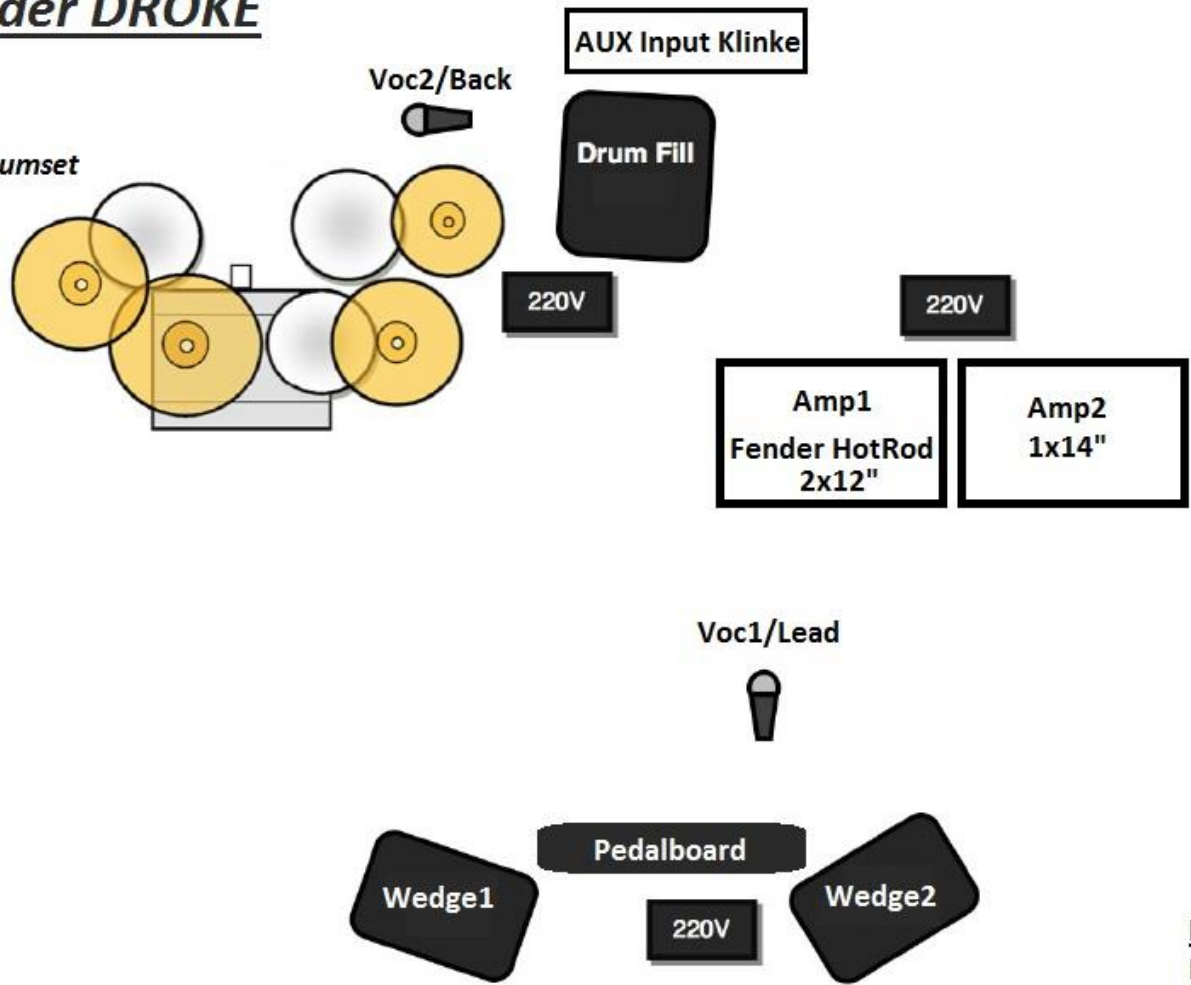 der DROKE
AUX Input Klinke
Voc2/Back
Drum Fill
umset
220V
220V
Amp1
Fender HotRod
2x12"
Amp2
1x14"
Voc1/Lead
Pedalboard
Wedge1
Wedge2
220V